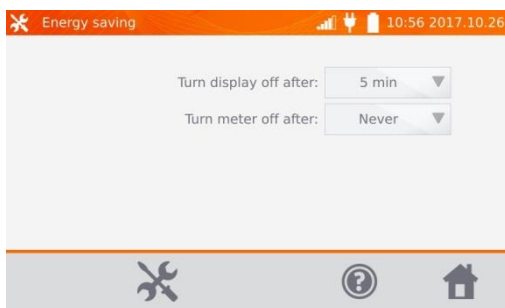 Energy saving 10:56 2017.10.26
Turn display off after: 5 min
Turn meter off after: Never
?